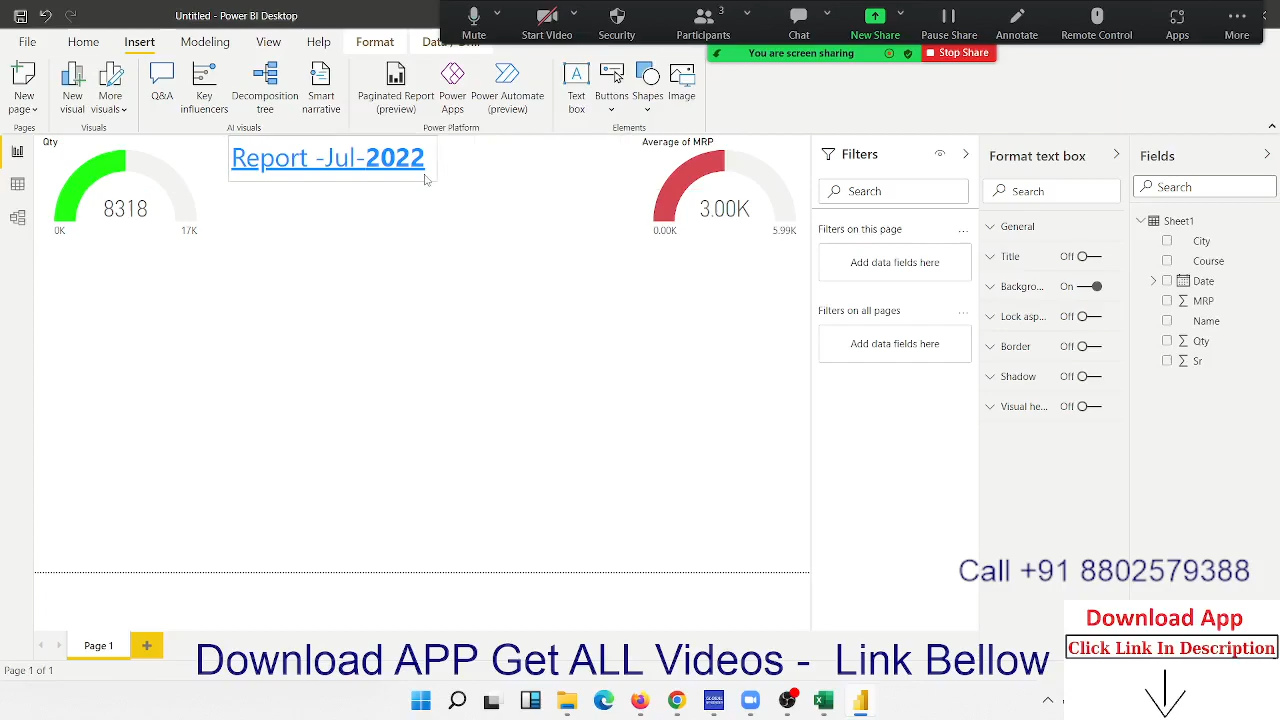 Untitled - Power BI Desktop
Mute
Start Video
Security
Participants
3
Chat
New Share
Pause Share
Annotate
Remote Control
Apps
More
You are screen sharing
Stop Share
File
Home
Insert
Modeling
View
Help
Format
New page
New visual
More visuals
Q&A
Key influencers
Decomposition tree
Smart narrative
Paginated Report (preview)
Power Apps
Power Automate (preview)
Text box
Buttons
Shapes
Image
Pages
Visuals
AI visuals
Power Platform
Elements
Qty
8318
0K
17K
Report -Jul-2022
Average of MRP
3.00K
0.00K
5.99K
Filters
Search
Filters on this page
Add data fields here
Filters on all pages
Add data fields here
Format text box
Search
General
Title
Off
Backgro...
On
Lock asp...
Off
Border
Off
Shadow
Off
Visual he...
Off
Fields
Search
Sheet1
City
Course
Date
MRP
Name
Qty
Sr
Call +91 8802579388
Download App
Click Link In Description
Page 1
Page 1 of 1
Download APP Get ALL Videos - Link Bellow